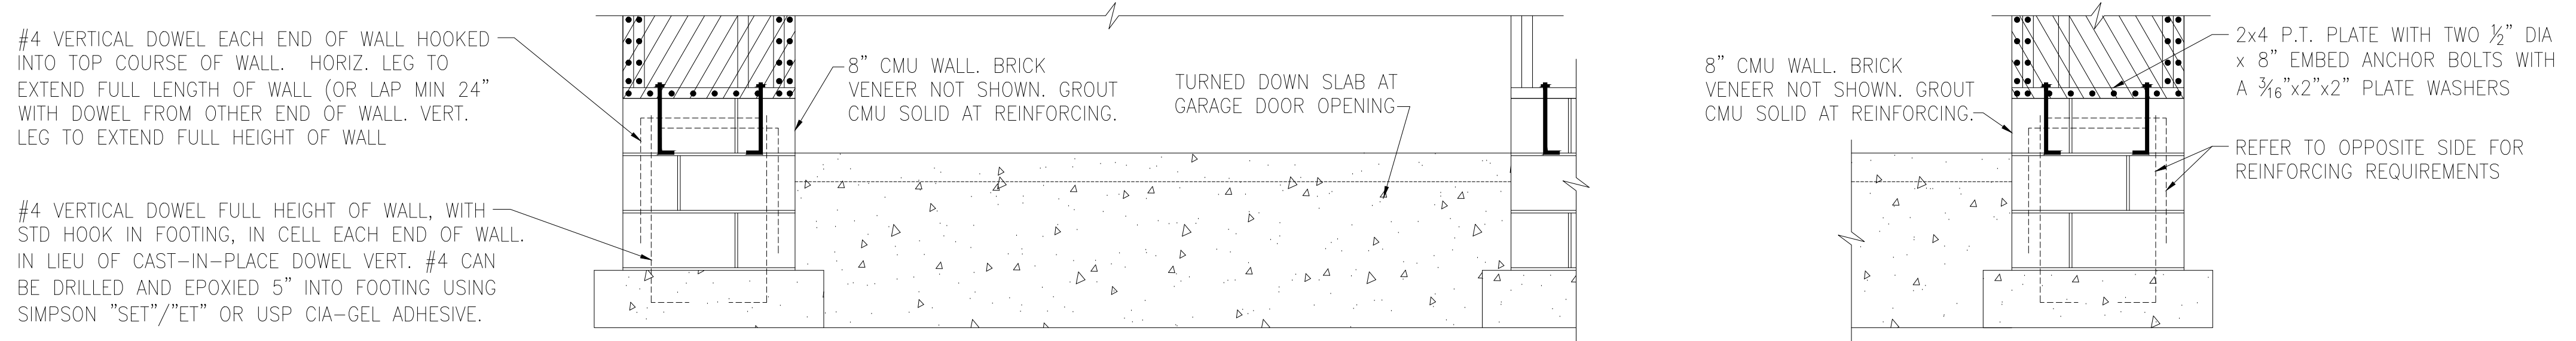 #4 VERTICAL DOWEL EACH END OF WALL HOOKED
INTO TOP COURSE OF WALL. HORIZ. LEG TO
EXTEND FULL LENGTH OF WALL (OR LAP MIN 24"
WITH DOWEL FROM OTHER END OF WALL. VERT.
LEG TO EXTEND FULL HEIGHT OF WALL
#4 VERTICAL DOWEL FULL HEIGHT OF WALL, WITH
STD HOOK IN FOOTING, IN CELL EACH END OF WALL.
IN LIEU OF CAST-IN-PLACE DOWEL VERT. #4 CAN
BE DRILLED AND EPOXIED 5" INTO FOOTING USING
SIMPSON "SET"/"ET" OR USP CIA-GEL ADHESIVE.
8" CMU WALL. BRICK
VENEER NOT SHOWN. GROUT
CMU SOLID AT REINFORCING.
TURNED DOWN SLAB AT
GARAGE DOOR OPENING
8" CMU WALL. BRICK
VENEER NOT SHOWN. GROUT
CMU SOLID AT REINFORCING.
2x4 P.T. PLATE WITH TWO ½" DIA
x 8" EMBED ANCHOR BOLTS WITH
A 3⁄16"x2"x2" PLATE WASHERS
REFER TO OPPOSITE SIDE FOR
REINFORCING REQUIREMENTS